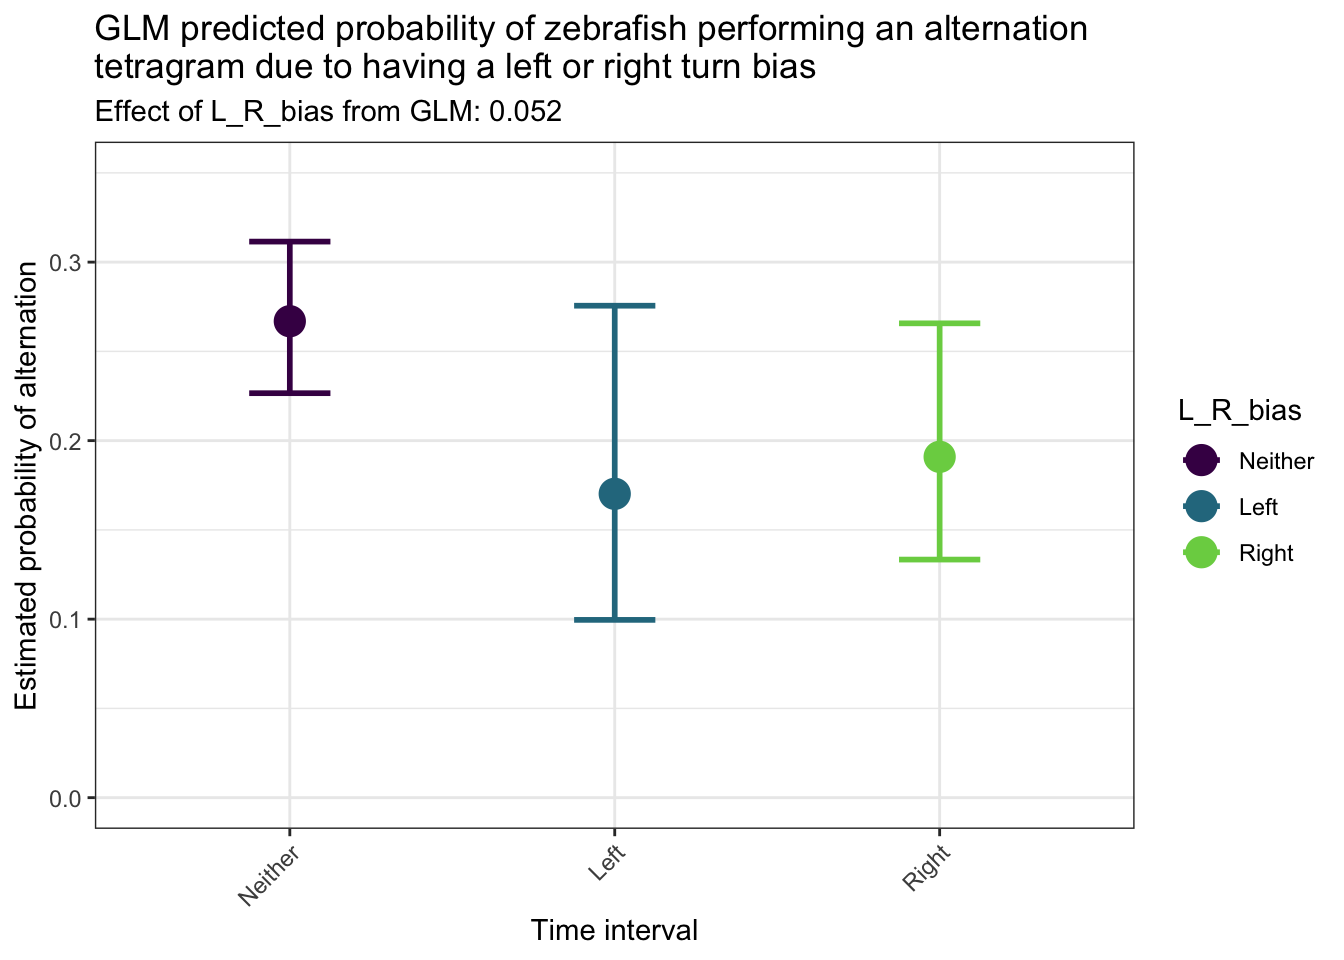 GLM predicted probability of zebrafish performing an alternation
tetragram due to having a left or right turn bias
Effect of L_R_bias from GLM: 0.052
Estimated probability of alternation
0.3
0.2
0.1
0.0
Neither
Left
Right
Time interval
L_R_bias
Neither
Left
Right